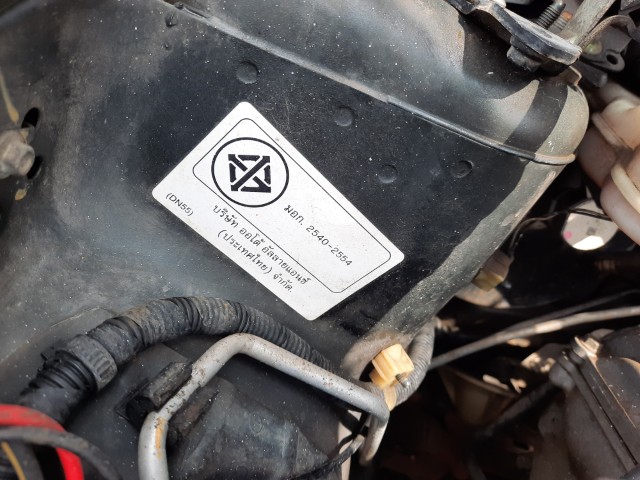 มอก. 2540-2554
(DN55)
บริษัท ออโต้ อัลลายแอนซ์
(ประเทศไทย) จำกัด